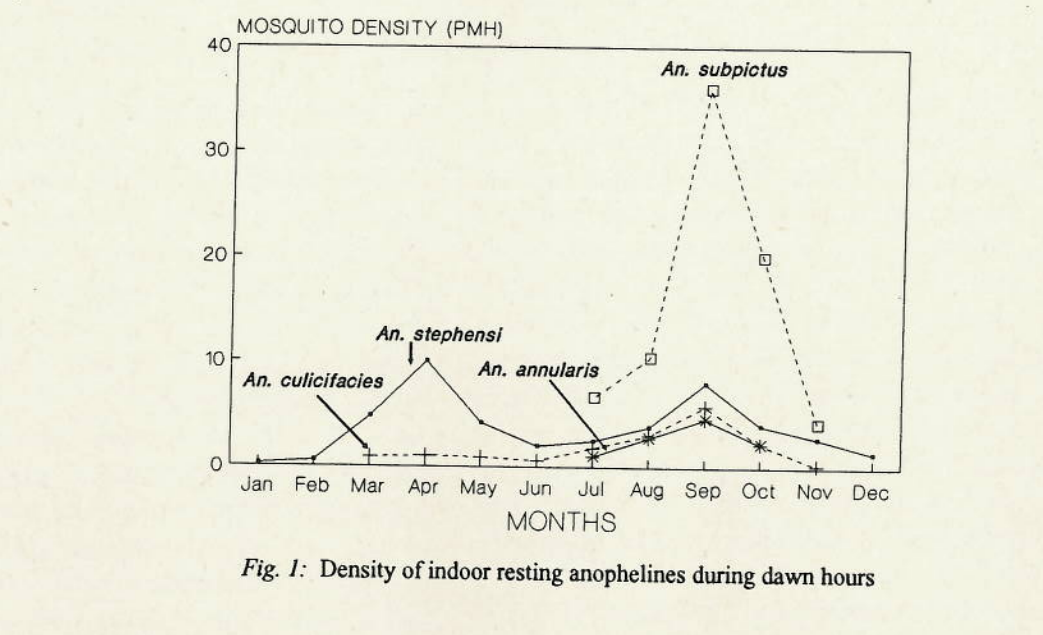 MOSQUITO DENSITY (PMH)
40
An. subpictus
30
20
An. stephensi
10
An. annularis
An. culicifacies
0
Jan Feb Mar Apr May Jun Jul Aug Sep Oct Nov Dec
MONTHS
Fig. 1: Density of indoor resting anophelines during dawn hours